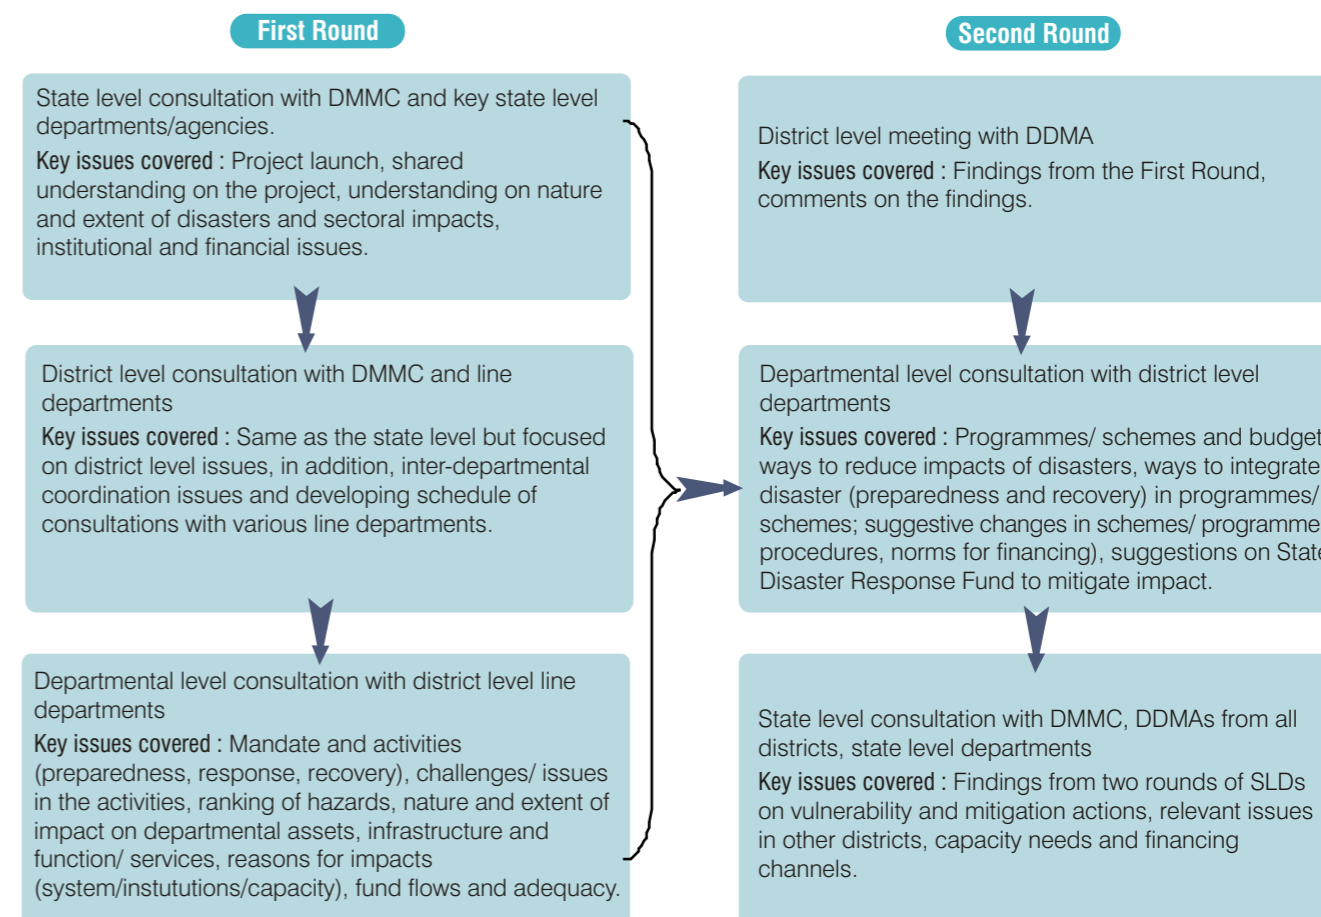 First Round
State level consultation with DMMC and key state level
departments/agencies.
Key issues covered : Project launch, shared
understanding on the project, understanding on nature
and extent of disasters and sectoral impacts,
institutional and financial issues.
District level consultation with DMMC and line
departments
Key issues covered : Same as the state level but focused
on district level issues, in addition, inter-departmental
coordination issues and developing schedule of
consultations with various line departments.
Departmental level consultation with district level line
departments
Key issues covered : Mandate and activities
(preparedness, response, recovery), challenges/ issues
in the activities, ranking of hazards, nature and extent of
impact on departmental assets, infrastructure and
function/ services, reasons for impacts
(system/instututions/capacity), fund flows and adequacy.
Second Round
District level meeting with DDMA
Key issues covered : Findings from the First Round,
comments on the findings.
Departmental level consultation with district level
departments
Key issues covered : Programmes/ schemes and budget
ways to reduce impacts of disasters, ways to integrate
disaster (preparedness and recovery) in programmes/
schemes; suggestive changes in schemes/ programme
procedures, norms for financing), suggestions on State
Disaster Response Fund to mitigate impact.
State level consultation with DMMC, DDMAs from all
districts, state level departments
Key issues covered : Findings from two rounds of SLDs
on vulnerability and mitigation actions, relevant issues
in other districts, capacity needs and financing
channels.